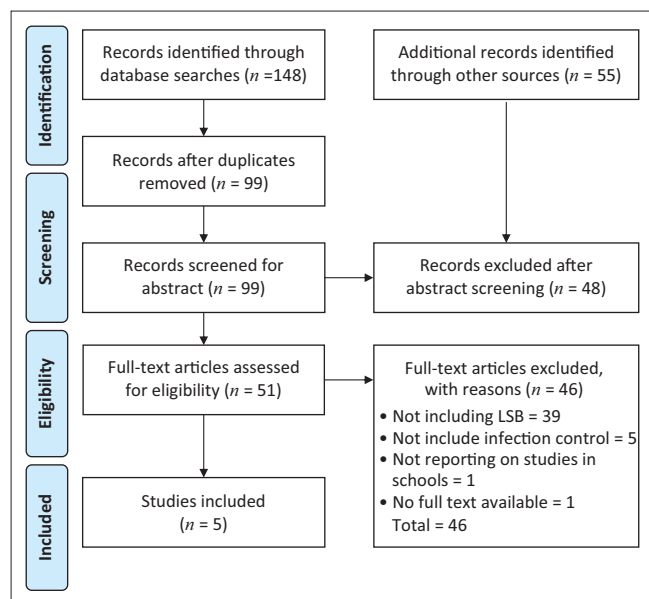 Identification
Records identified through
database searches (n =148)
Additional records identified
through other sources (n = 55)
Records after duplicates
removed (n = 99)
Screening
Records screened for
abstract (n = 99)
Records excluded after
abstract screening (n = 48)
Eligibility
Full-text articles assessed
for eligibility (n = 51)
Full-text articles excluded,
with reasons (n = 46)
• Not including LSB = 39
• Not include infection control = 5
• Not reporting on studies in
schools = 1
• No full text available = 1
Total = 46
Included
Studies included
(n = 5)